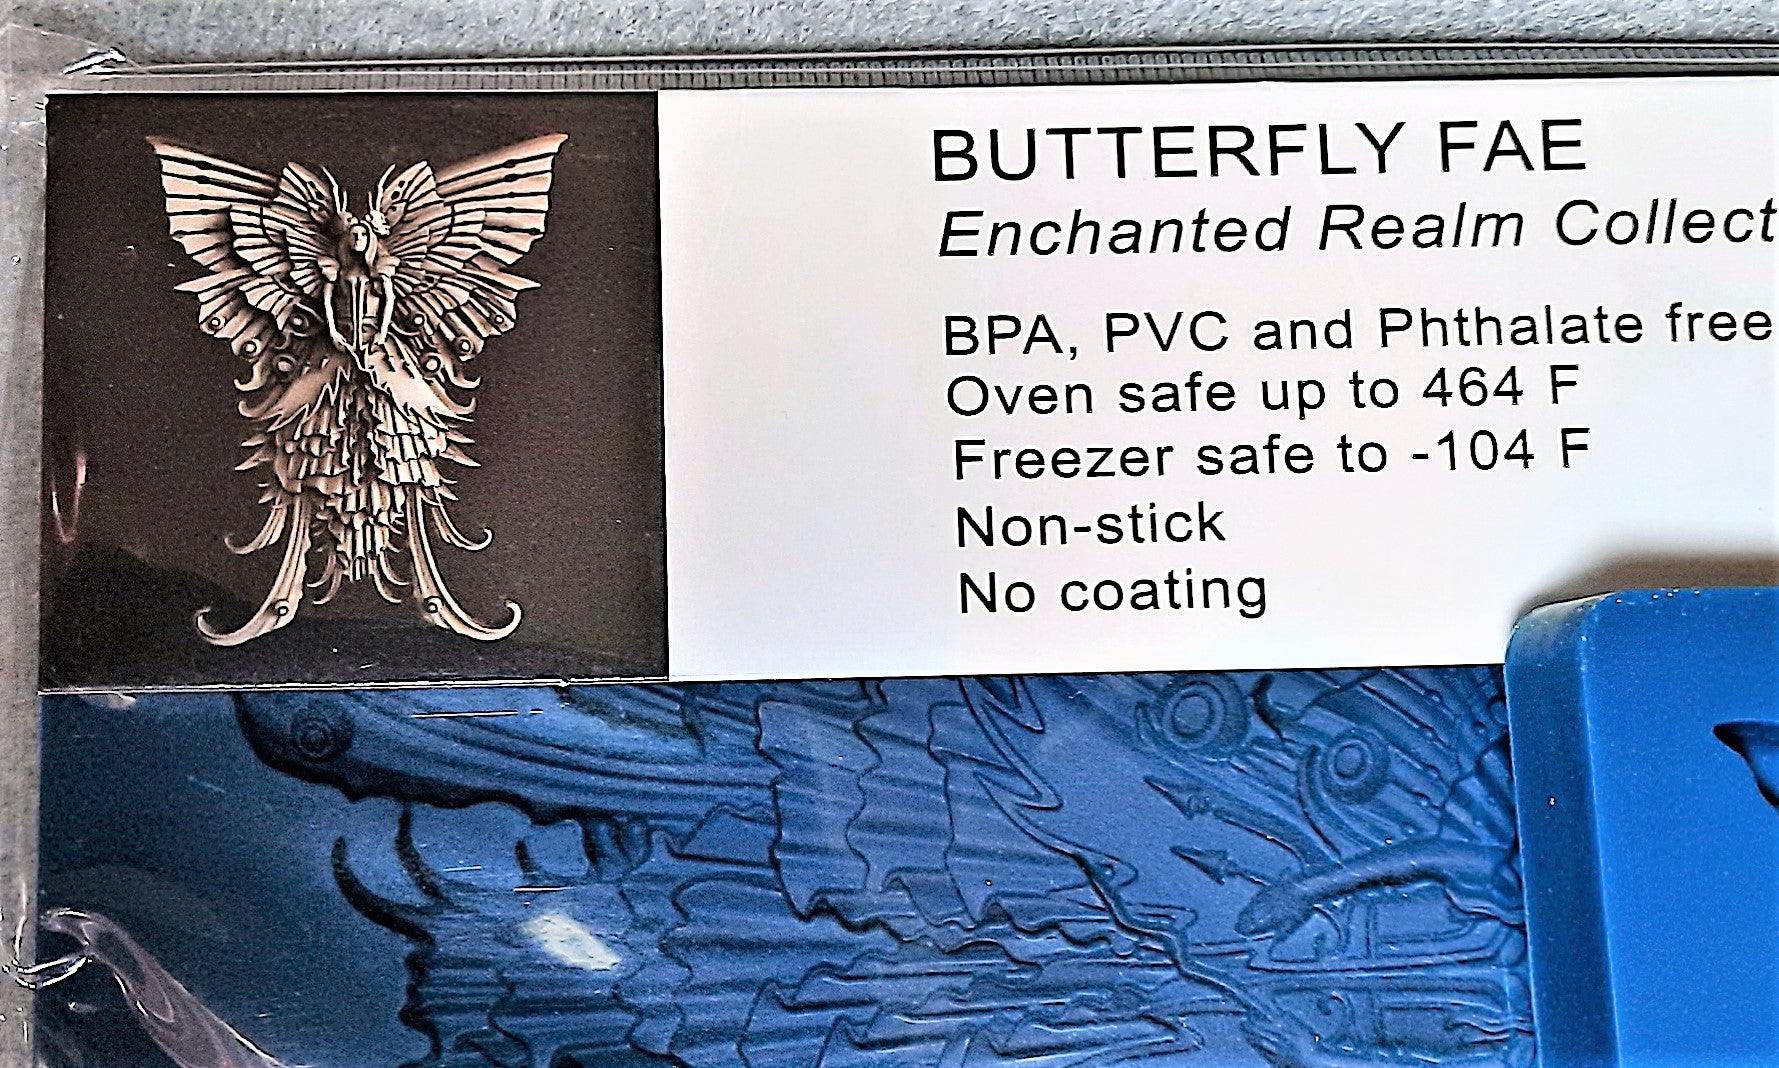 BUTTERFLY FAE
Enchanted Realm Collect
BPA, PVC and Phthalate free
Oven safe up to 464 F
Freezer safe to -104 F
Non-stick
No coating